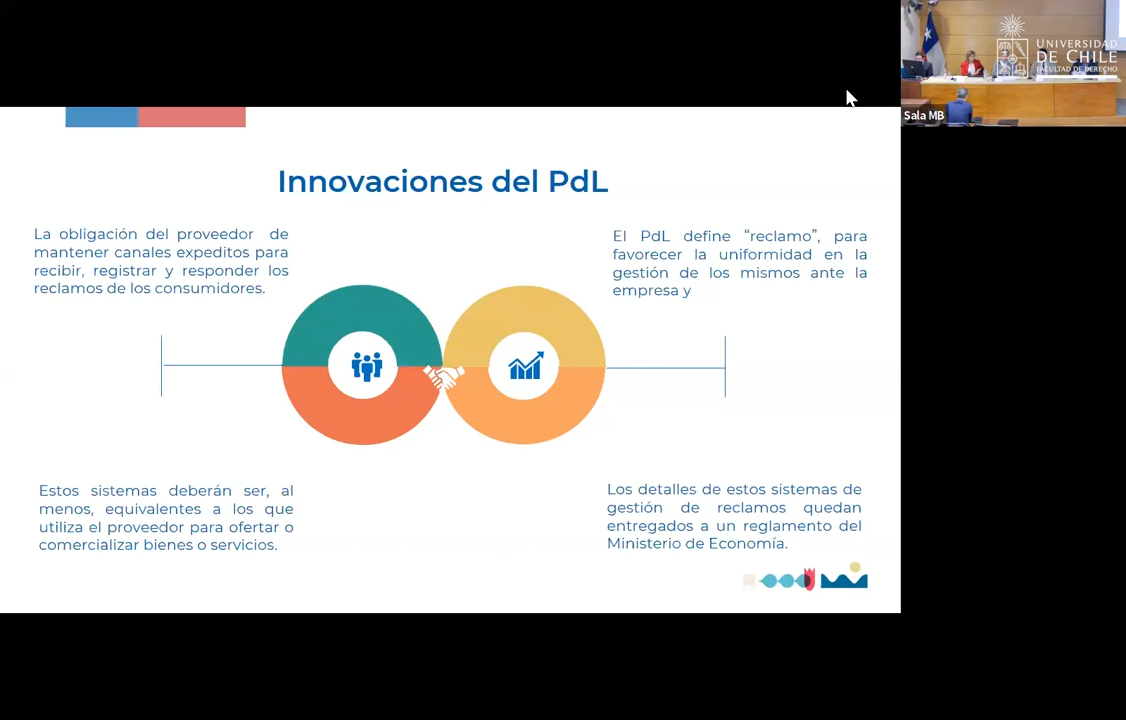 UNIVERSIDAD
DE CHILE
FACULTAD DE DERECHO
Sala MB
Innovaciones del PdL
La obligación del proveedor de
mantener canales expeditos para
recibir, registrar y responder los
reclamos de los consumidores.
El PdL define “reclamo”, para
favorecer la uniformidad en la
gestión de los mismos ante la
empresa y
Estos sistemas deberán ser, al
menos, equivalentes a los que
utiliza el proveedor para ofertar o
comercializar bienes o servicios.
Los detalles de estos sistemas de
gestión de reclamos quedan
entregados a un reglamento del
Ministerio de Economía.